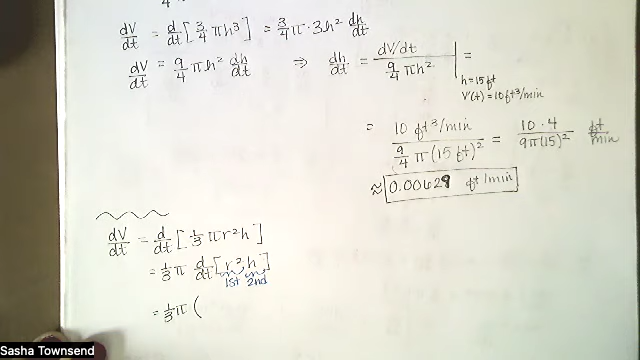 dV/dt = d/dt [3/4 πh³] = 3/4 π · 3h² dh/dt
dV/dt = 9/4 πh² dh/dt ⇒ dh/dt = (dV/dt)/(9/4 πh²) | =
h = 15 ft
V'(t) = 10 ft³/min
= (10 ft³/min)/(9/4 π(15 ft)²) = (10 · 4)/(9π(15)²) ft/min
≈ 0.00629 ft/min
dV/dt = d/dt [1/3 πr²h]
= 1/3 π d/dt [r², h]
1st 2nd
= 1/3 π (
Sasha Townsend